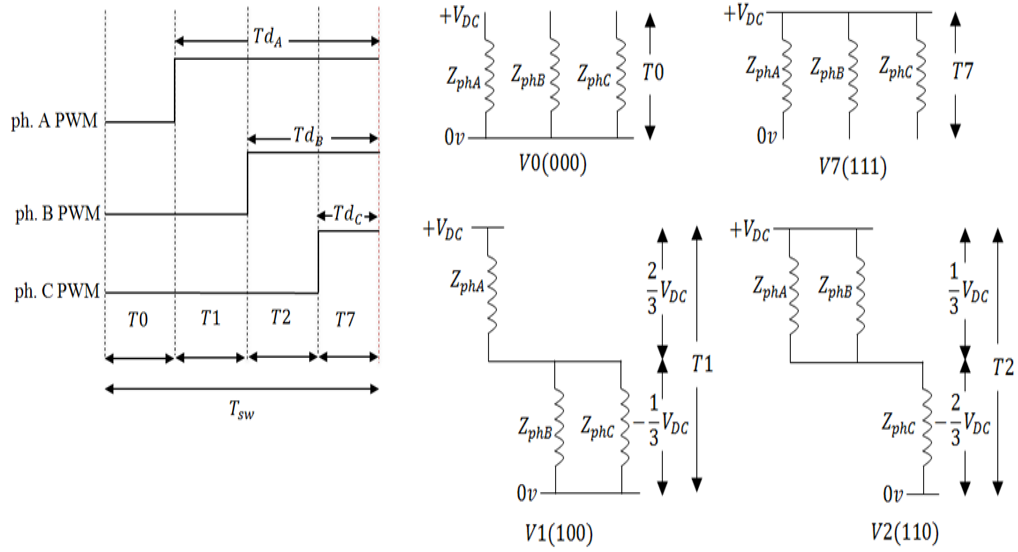 Td_A
ph. A PWM
Td_B
ph. B PWM
Td_C
ph. C PWM
T0 T1 T2 T7
T_sw
+V_DC
Z_phA Z_phB Z_phC T0
0v
V0(000)
+V_DC
Z_phA Z_phB Z_phC T7
0v
V7(111)
+V_DC
Z_phA
2/3 V_DC
T1
Z_phB Z_phC -1/3 V_DC
0v
V1(100)
+V_DC
Z_phA Z_phB
1/3 V_DC
T2
Z_phC -2/3 V_DC
0v
V2(110)